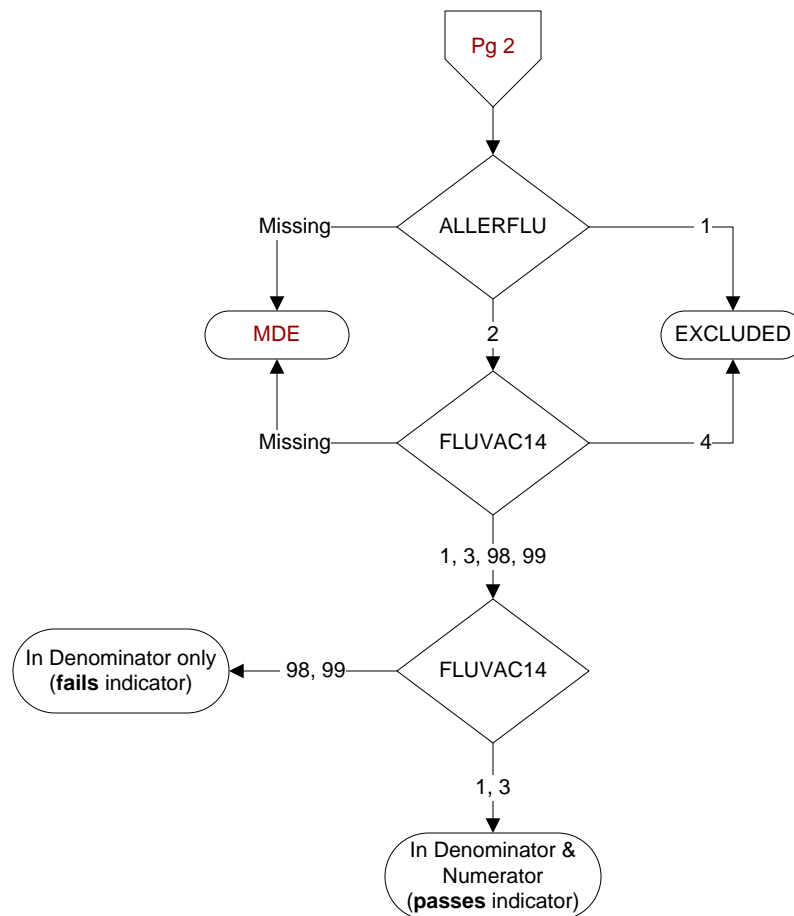 Pg 2
ALLERFLU
Missing
1
MDE
2
EXCLUDED
FLUVAC14
Missing
4
1, 3, 98, 99
In Denominator only
(fails indicator)
98, 99
FLUVAC14
1, 3
In Denominator &
Numerator
(passes indicator)